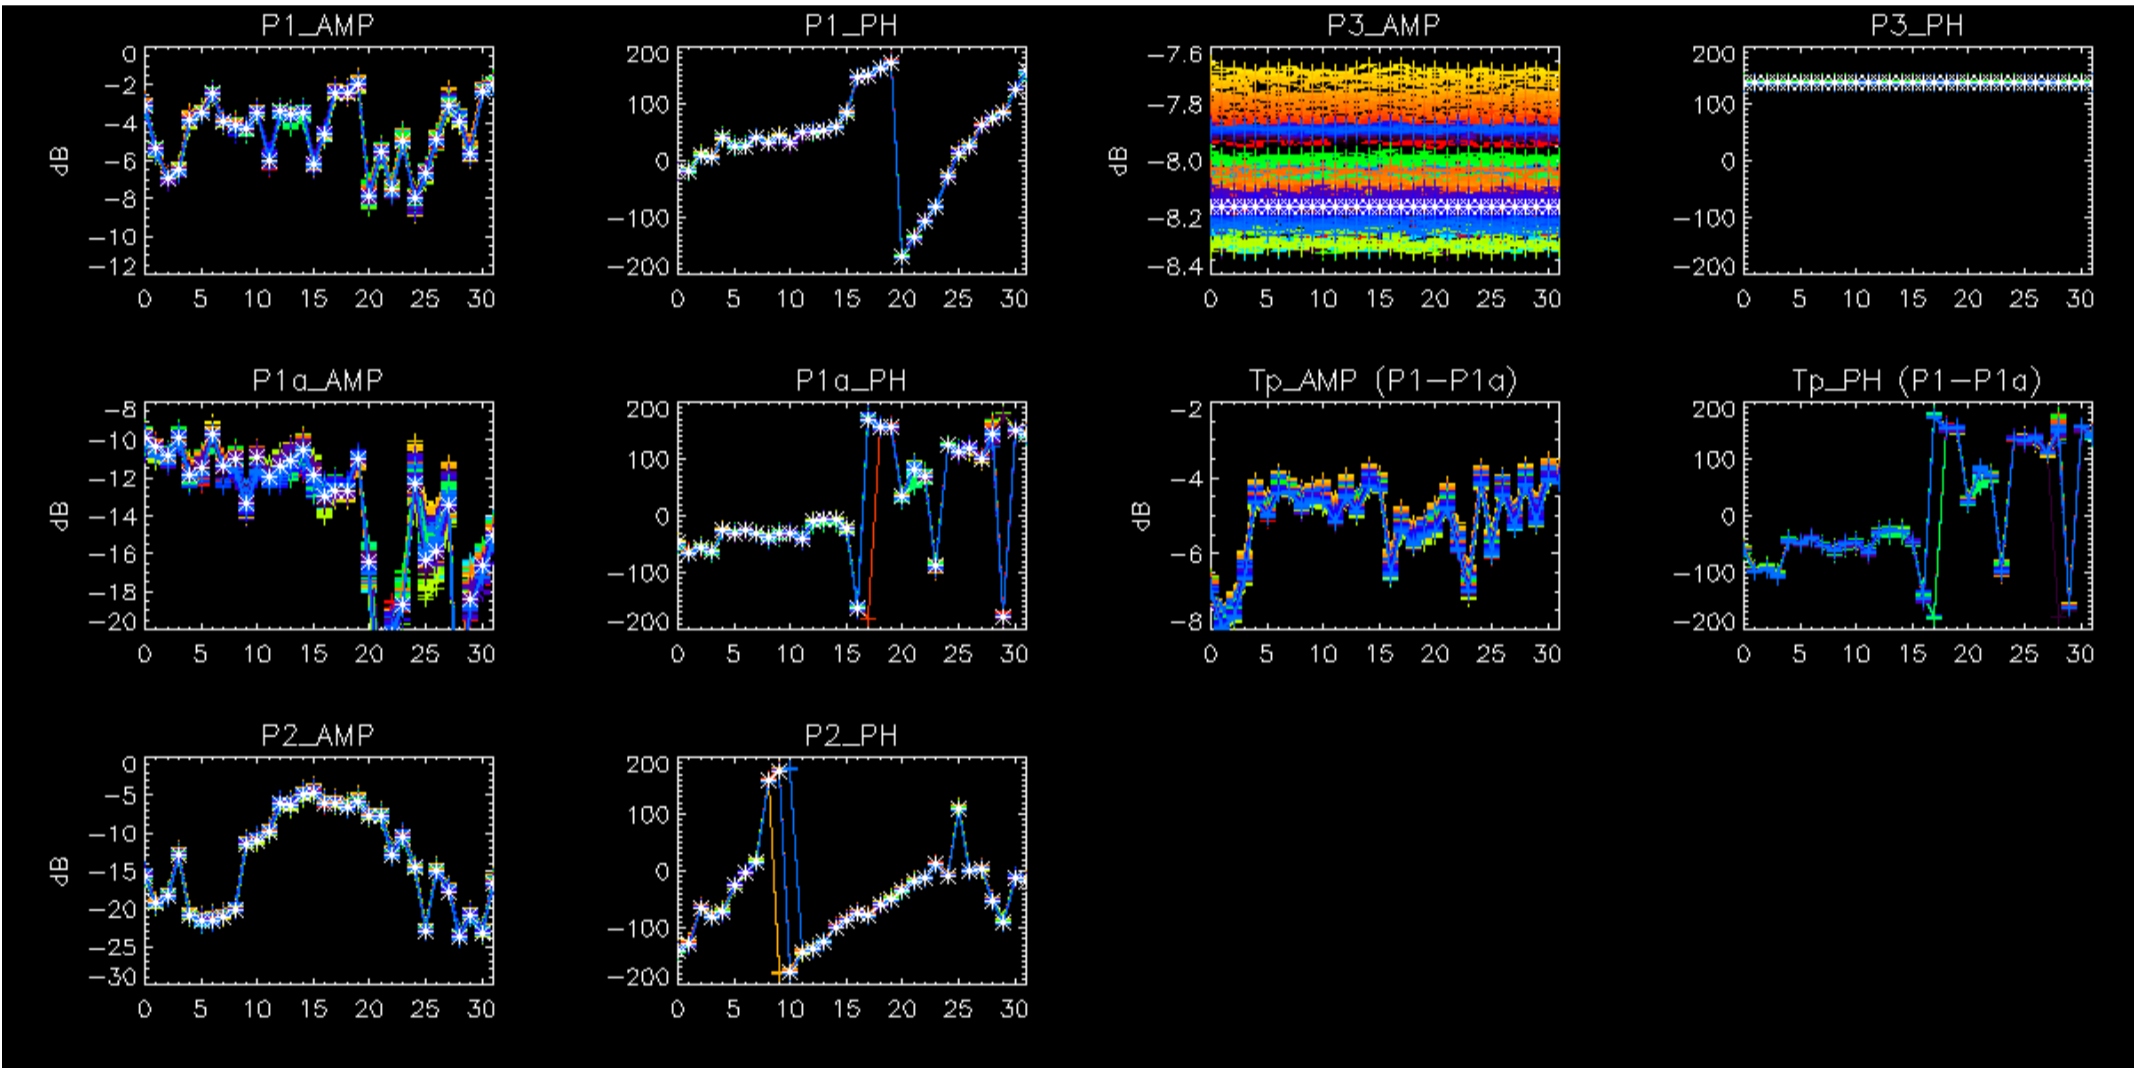 P1_AMP
dB
0
−2
−4
−6
−8
−10
−12
0 5 10 15 20 25 30
P1_PH
200
100
0
−100
−200
0 5 10 15 20 25 30
P3_AMP
dB
−7.6
−7.8
−8.0
−8.2
−8.4
0 5 10 15 20 25 30
P3_PH
200
100
0
−100
−200
0 5 10 15 20 25 30
P1a_AMP
dB
−8
−10
−12
−14
−16
−18
−20
0 5 10 15 20 25 30
P1a_PH
200
100
0
−100
−200
0 5 10 15 20 25 30
Tp_AMP (P1−P1a)
dB
−2
−4
−6
−8
0 5 10 15 20 25 30
Tp_PH (P1−P1a)
200
100
0
−100
−200
0 5 10 15 20 25 30
P2_AMP
dB
0
−5
−10
−15
−20
−25
−30
0 5 10 15 20 25 30
P2_PH
200
100
0
−100
−200
0 5 10 15 20 25 30